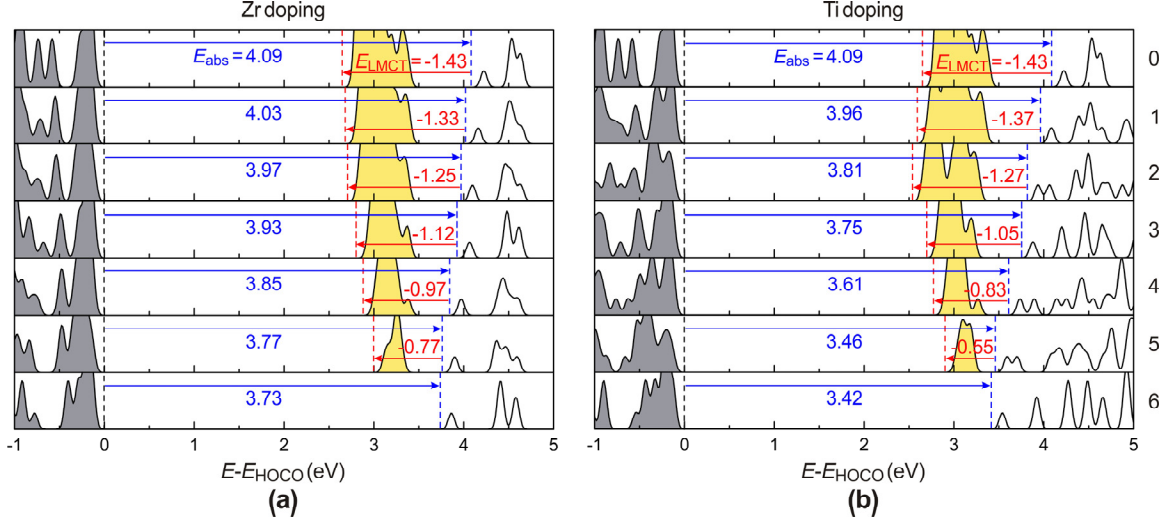 Zr doping
Ti doping
E_abs = 4.09
E_LMCT = -1.43
E_abs = 4.09
E_LMCT = -1.43
0
4.03
-1.33
3.96
-1.37
1
3.97
-1.25
3.81
-1.27
2
3.93
-1.12
3.75
-1.05
3
3.85
-0.97
3.61
-0.83
4
3.77
-0.77
3.46
-0.55
5
3.73
3.42
6
-1 0 1 2 3 4 5
-1 0 1 2 3 4 5
E-E_HOCO (eV)
E-E_HOCO (eV)
(a)
(b)